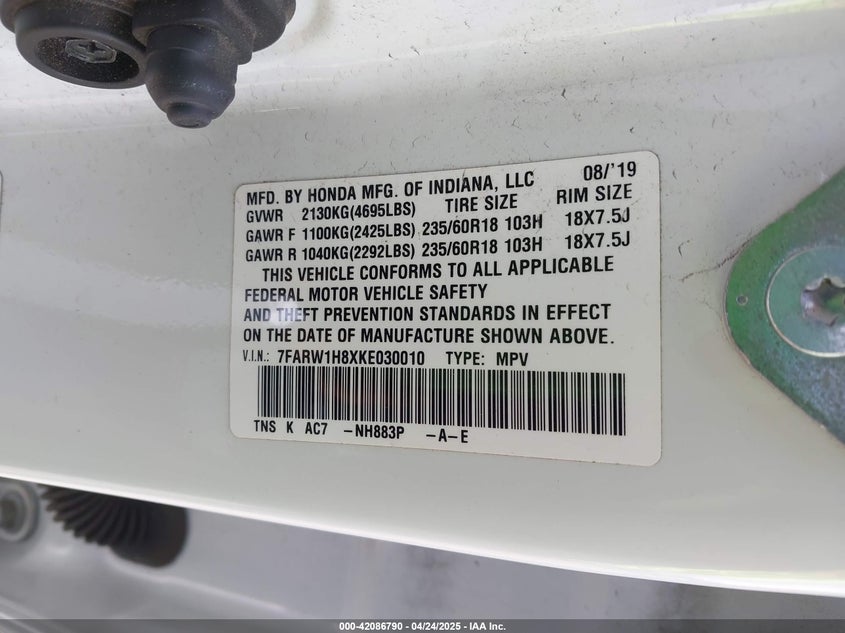 MFD. BY HONDA MFG. OF INDIANA, LLC 08/'19
GVWR 2130KG(4695LBS) TIRE SIZE RIM SIZE
GAWR F 1100KG(2425LBS) 235/60R18 103H 18X7.5J
GAWR R 1040KG(2292LBS) 235/60R18 103H 18X7.5J
THIS VEHICLE CONFORMS TO ALL APPLICABLE
FEDERAL MOTOR VEHICLE SAFETY
AND THEFT PREVENTION STANDARDS IN EFFECT
ON THE DATE OF MANUFACTURE SHOWN ABOVE.
V.I.N.: 7FARW1H8XKE030010 TYPE: MPV
TNS K AC7 -NH883P -A-E
000-42086790 - 04/24/2025 - IAA Inc.